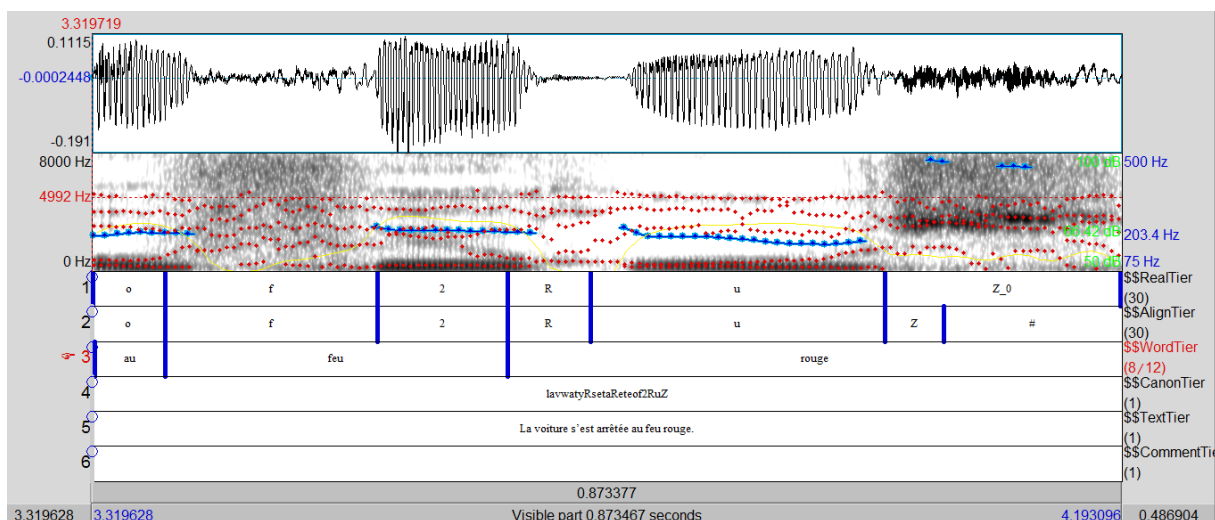 3.319719
0.1115
-0.0002448
-0.191
8000 Hz 100 dB 500 Hz
4992 Hz
66.42 dB 203.4 Hz
0 Hz 50 dB 75 Hz
1 o f 2 R u Z_0 $$RealTier
(30)
2 o f 2 R u Z # $$AlignTier
(30)
☞ 3 au feu rouge $$WordTier
(8/12)
4 lavwatyRsetaReteof2RuZ $$CanonTier
(1)
5 La voiture s'est arrêtée au feu rouge. $$TextTier
(1)
6 $$CommentTie
(1)
0.873377
3.319628 3.319628 Visible part 0.873467 seconds 4.193096 0.486904